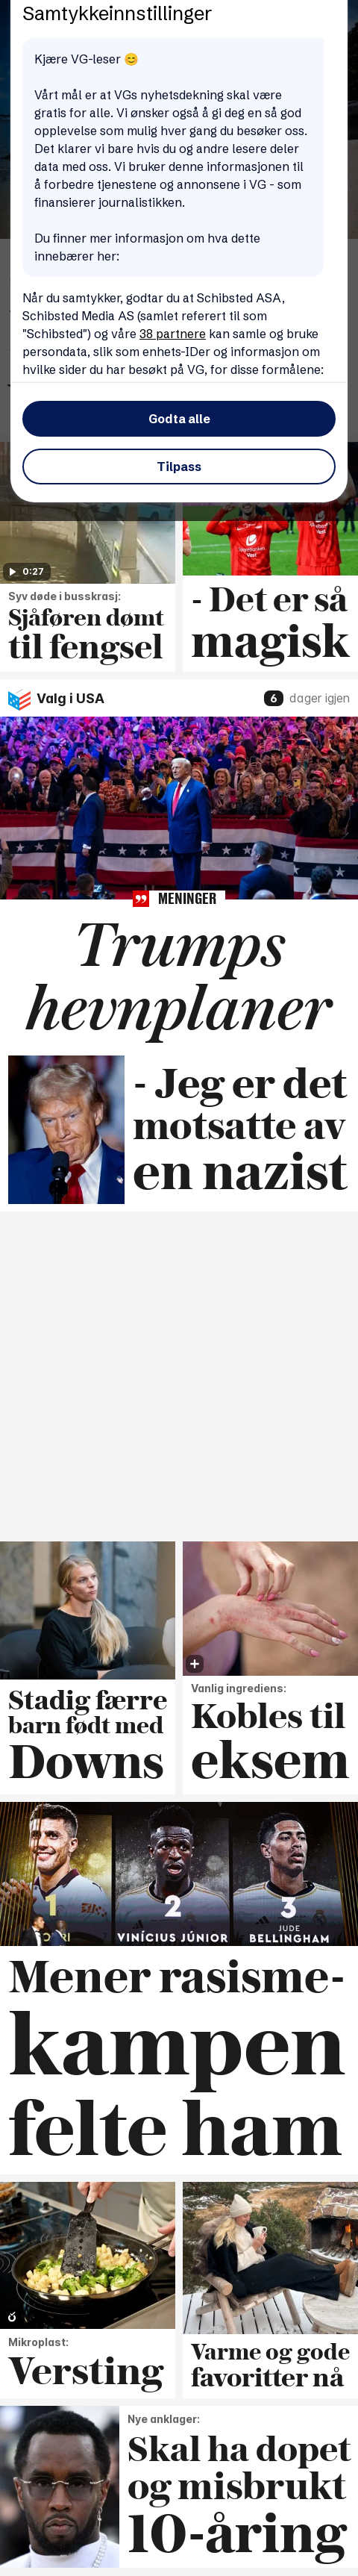 Samtykkeinnstillinger
Kjære VG-leser 😊
Vårt mål er at VGs nyhetsdekning skal være
gratis for alle. Vi ønsker også å gi deg en så god
opplevelse som mulig hver gang du besøker oss.
Det klarer vi bare hvis du og andre lesere deler
data med oss. Vi bruker denne informasjonen til
å forbedre tjenestene og annonsene i VG - som
finansierer journalistikken.
Du finner mer informasjon om hva dette
innebærer her:
Når du samtykker, godtar du at Schibsted ASA,
Schibsted Media AS (samlet referert til som
"Schibsted") og våre 38 partnere kan samle og bruke
persondata, slik som enhets-IDer og informasjon om
hvilke sider du har besøkt på VG, for disse formålene:
Godta alle
Tilpass
0:27
Syv døde i busskrasj:
Sjåføren dømt
til fengsel
- Det er så
magisk
Valg i USA
6 dager igjen
MENINGER
Trumps
hevnplaner
- Jeg er det
motsatte av
en nazist
Stadig færre
barn født med
Downs
Vanlig ingrediens:
Kobles til
eksem
1
2
VINÍCIUS JÚNIOR
3
JUDE
BELLINGHAM
Mener rasisme-
kampen
felte ham
Mikroplast:
Versting
Varme og gode
favoritter nå
Nye anklager:
Skal ha dopet
og misbrukt
10-åring